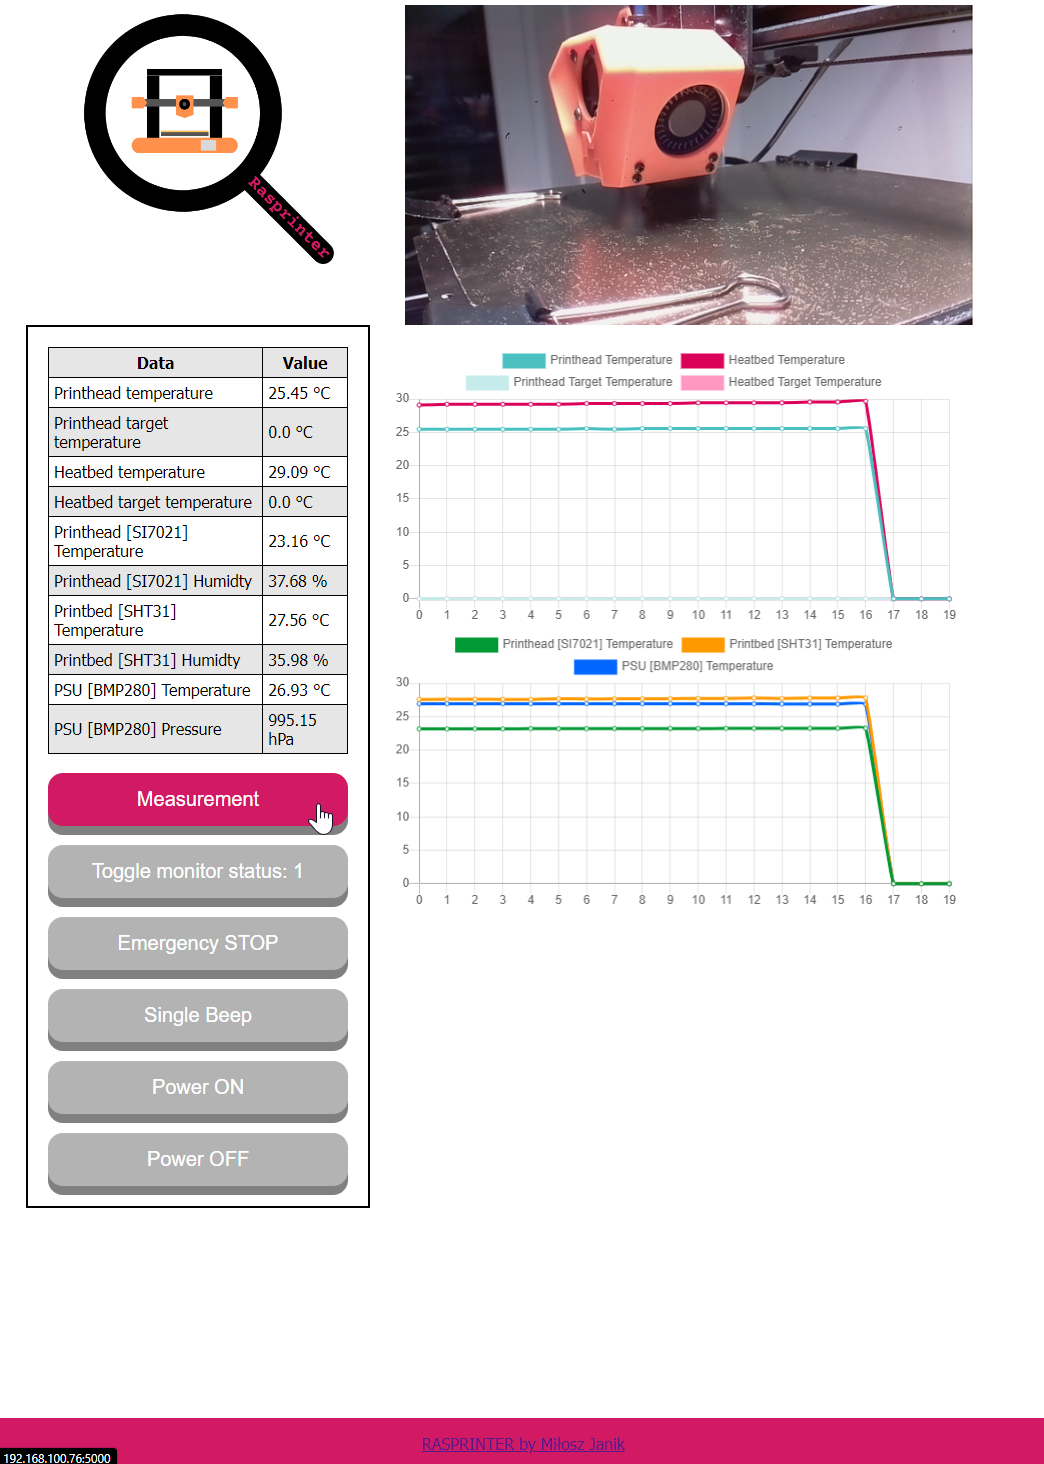 Rasprinter
Data Value
Printhead temperature 25.45 °C
Printhead target
temperature 0.0 °C
Heatbed temperature 29.09 °C
Heatbed target temperature 0.0 °C
Printhead [SI7021]
Temperature 23.16 °C
Printhead [SI7021] Humidty 37.68 %
Printbed [SHT31]
Temperature 27.56 °C
Printbed [SHT31] Humidty 35.98 %
PSU [BMP280] Temperature 26.93 °C
PSU [BMP280] Pressure 995.15
hPa
Measurement
Toggle monitor status: 1
Emergency STOP
Single Beep
Power ON
Power OFF
Printhead Temperature Heatbed Temperature
Printhead Target Temperature Heatbed Target Temperature
30
25
20
15
10
5
0
0 1 2 3 4 5 6 7 8 9 10 11 12 13 14 15 16 17 18 19
Printhead [SI7021] Temperature Printbed [SHT31] Temperature
PSU [BMP280] Temperature
30
25
20
15
10
5
0
0 1 2 3 4 5 6 7 8 9 10 11 12 13 14 15 16 17 18 19
RASPRINTER by Miłosz Janik
192.168.100.76:5000